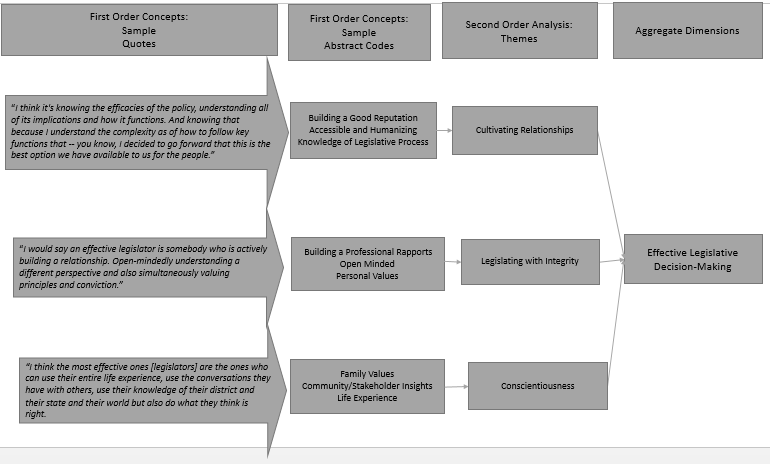 First Order Concepts:
Sample
Quotes
First Order Concepts:
Sample
Abstract Codes
Second Order Analysis:
Themes
Aggregate Dimensions
"I think it's knowing the efficacies of the policy, understanding all
of its implications and how it functions. And knowing that
because I understand the complexity as of how to follow key
functions that -- you know, I decided to go forward that this is the
best option we have available to us for the people."
Building a Good Reputation
Accessible and Humanizing
Knowledge of Legislative Process
Cultivating Relationships
"I would say an effective legislator is somebody who is actively
building a relationship. Open-mindedly understanding a
different perspective and also simultaneously valuing
principles and conviction."
Building a Professional Rapports
Open Minded
Personal Values
Legislating with Integrity
Effective Legislative
Decision-Making
"I think the most effective ones [legislators] are the ones who
can use their entire life experience, use the conversations they
have with others, use their knowledge of their district and
their state and their world but also do what they think is
right.
Family Values
Community/Stakeholder Insights
Life Experience
Conscientiousness